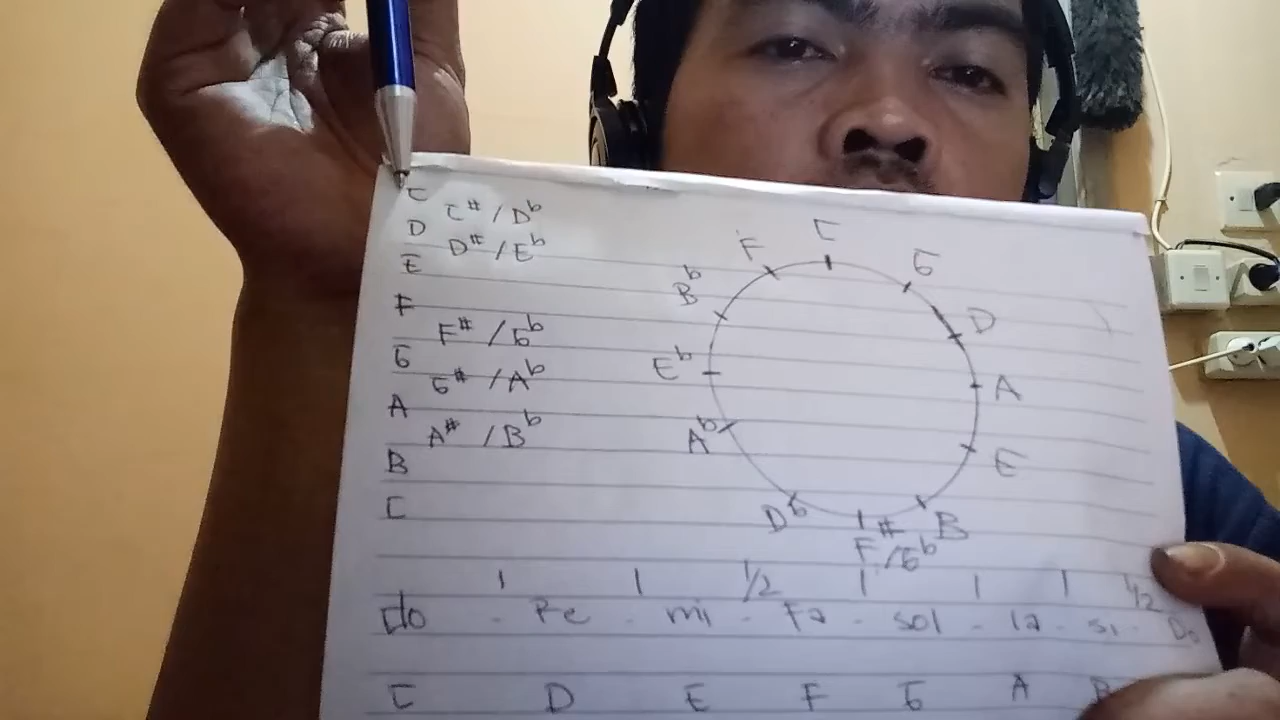 C
C# / Db
D
D# / Eb
E
F
F# / Gb
G
G# / Ab
A
A# / Bb
B
C
C
G
D
A
E
B
F# / Gb
Db
Ab
Eb
Bb
F
1 1 1/2 1 1 1 1/2
do - Re - mi - Fa - sol - la - si - Do
C D E F G A B